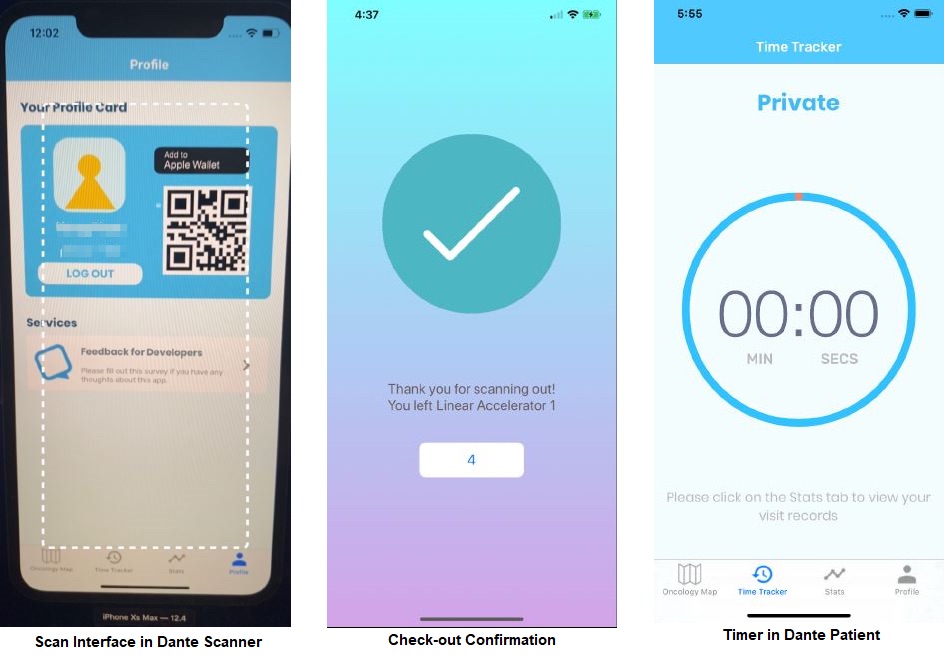 12:02
Profile
Your Profile Card
Add to
Apple Wallet
LOG OUT
Services
Feedback for Developers
Please fill out this survey if you have any
thoughts about this app.
Oncology Map
Time Tracker
Stats
Profile
iPhone Xs Max — 12.4
Scan Interface in Dante Scanner
4:37
Thank you for scanning out!
You left Linear Accelerator 1
4
Check-out Confirmation
5:55
Time Tracker
Private
00:00
MIN
SECS
Please click on the Stats tab to view your
visit records
Oncology Map
Time Tracker
Stats
Profile
Timer in Dante Patient